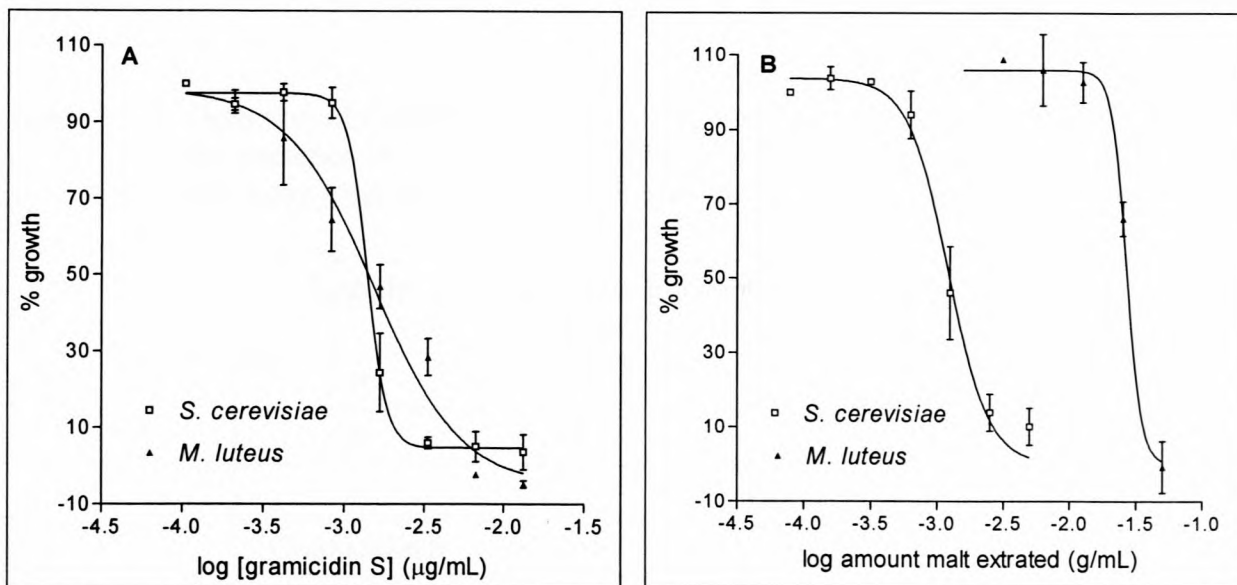 A
110
90
70
50
30
10
-10
% growth
S. cerevisiae
M. luteus
-4.5 -4.0 -3.5 -3.0 -2.5 -2.0 -1.5
log [gramicidin S] (μg/mL)
B
110
90
70
50
30
10
-10
% growth
S. cerevisiae
M. luteus
-4.5 -4.0 -3.5 -3.0 -2.5 -2.0 -1.5 -1.0
log amount malt extrated (g/mL)